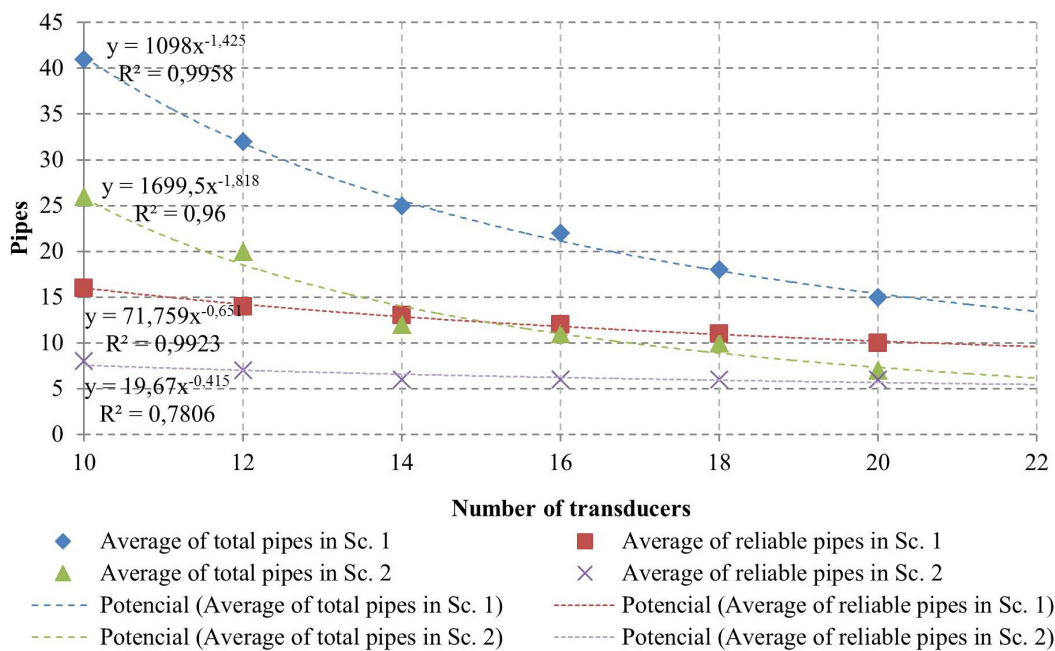 45
40
35
30
25
20
15
10
5
0
Pipes
y = 1098x^-1,425
R² = 0,9958
y = 1699,5x^-1,818
R² = 0,96
y = 71,759x^-0,651
R² = 0,9923
y = 19,67x^-0,415
R² = 0,7806
10 12 14 16 18 20 22
Number of transducers
Average of total pipes in Sc. 1
Average of reliable pipes in Sc. 1
Average of total pipes in Sc. 2
Average of reliable pipes in Sc. 2
Potencial (Average of total pipes in Sc. 1)
Potencial (Average of reliable pipes in Sc. 1)
Potencial (Average of total pipes in Sc. 2)
Potencial (Average of reliable pipes in Sc. 2)